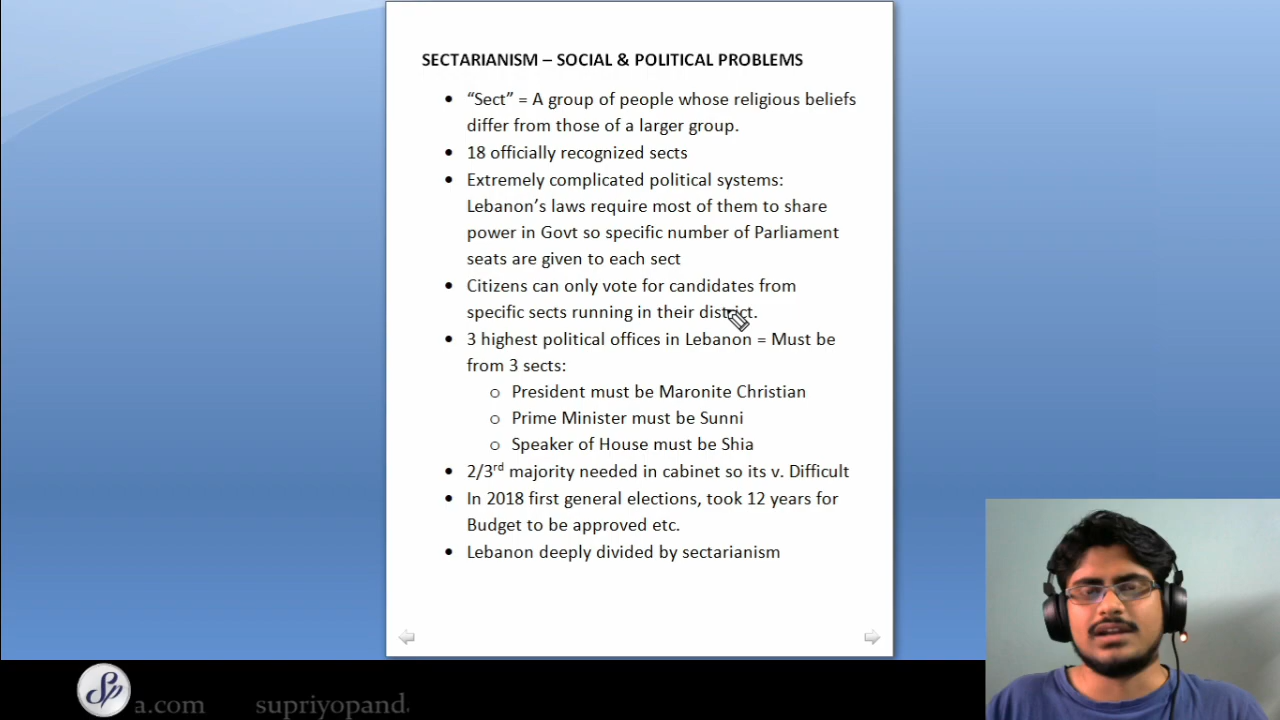 SECTARIANISM – SOCIAL & POLITICAL PROBLEMS
• “Sect” = A group of people whose religious beliefs
differ from those of a larger group.
• 18 officially recognized sects
• Extremely complicated political systems:
Lebanon’s laws require most of them to share
power in Govt so specific number of Parliament
seats are given to each sect
• Citizens can only vote for candidates from
specific sects running in their district.
• 3 highest political offices in Lebanon = Must be
from 3 sects:
o President must be Maronite Christian
o Prime Minister must be Sunni
o Speaker of House must be Shia
• 2/3rd majority needed in cabinet so its v. Difficult
• In 2018 first general elections, took 12 years for
Budget to be approved etc.
• Lebanon deeply divided by sectarianism
a.com supriyopand